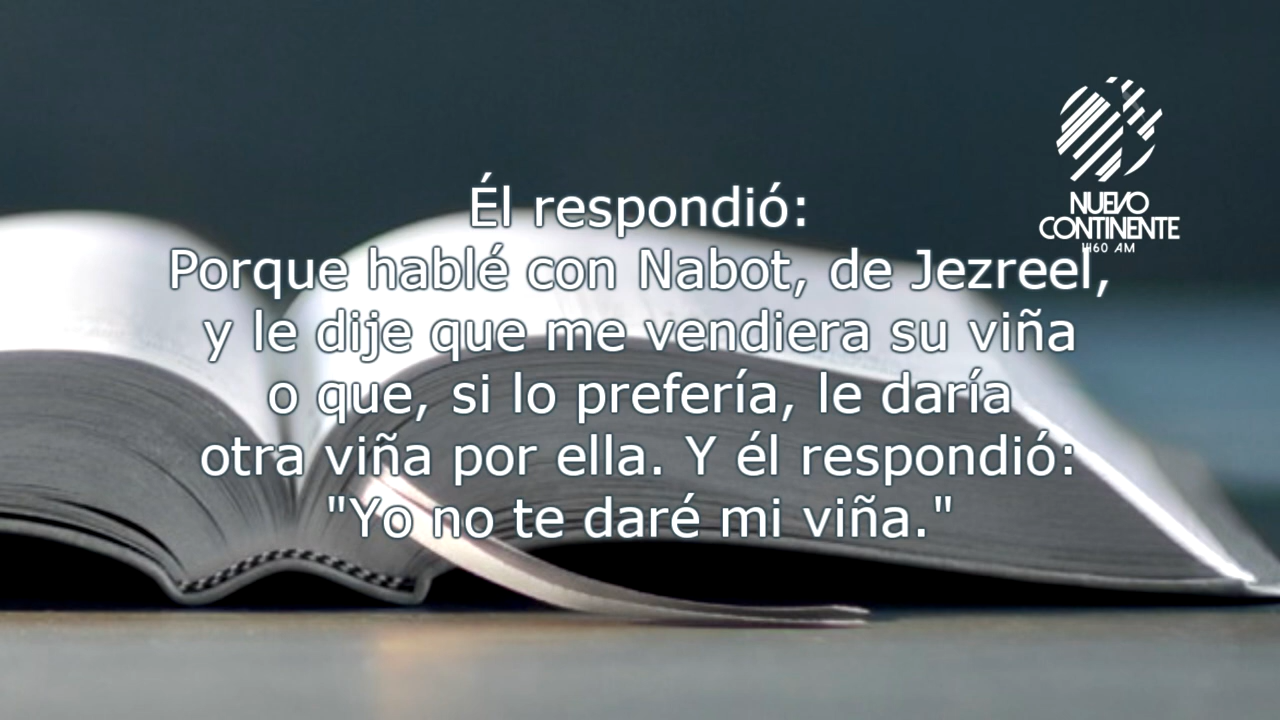 NUEVO
CONTINENTE
1160 AM
Él respondió:
Porque hablé con Nabot, de Jezreel,
y le dije que me vendiera su viña
o que, si lo prefería, le daría
otra viña por ella. Y él respondió:
"Yo no te daré mi viña."